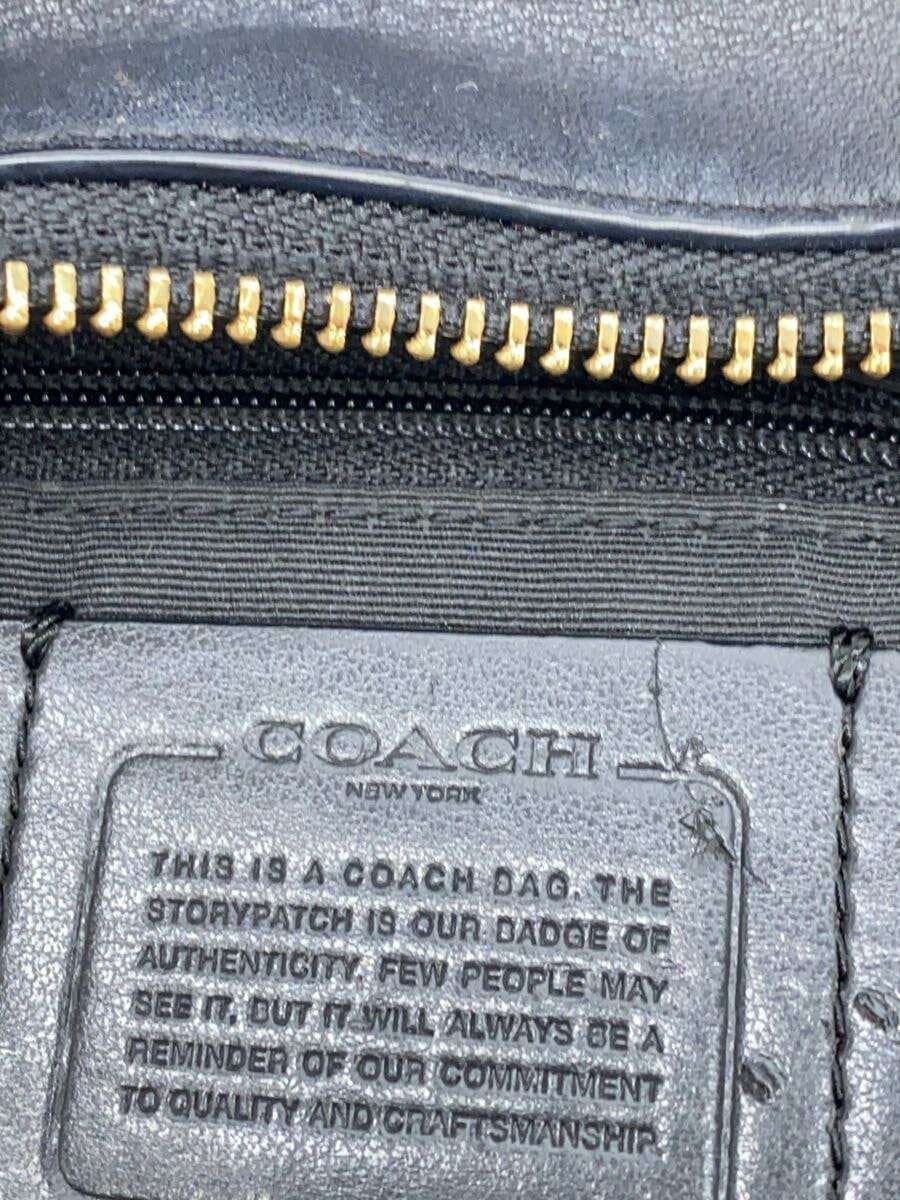 COACH
NEW YORK
THIS IS A COACH BAG. THE
STORYPATCH IS OUR BADGE OF
AUTHENTICITY. FEW PEOPLE MAY
SEE IT, BUT IT WILL ALWAYS BE A
REMINDER OF OUR COMMITMENT
TO QUALITY AND CRAFTSMANSHIP.